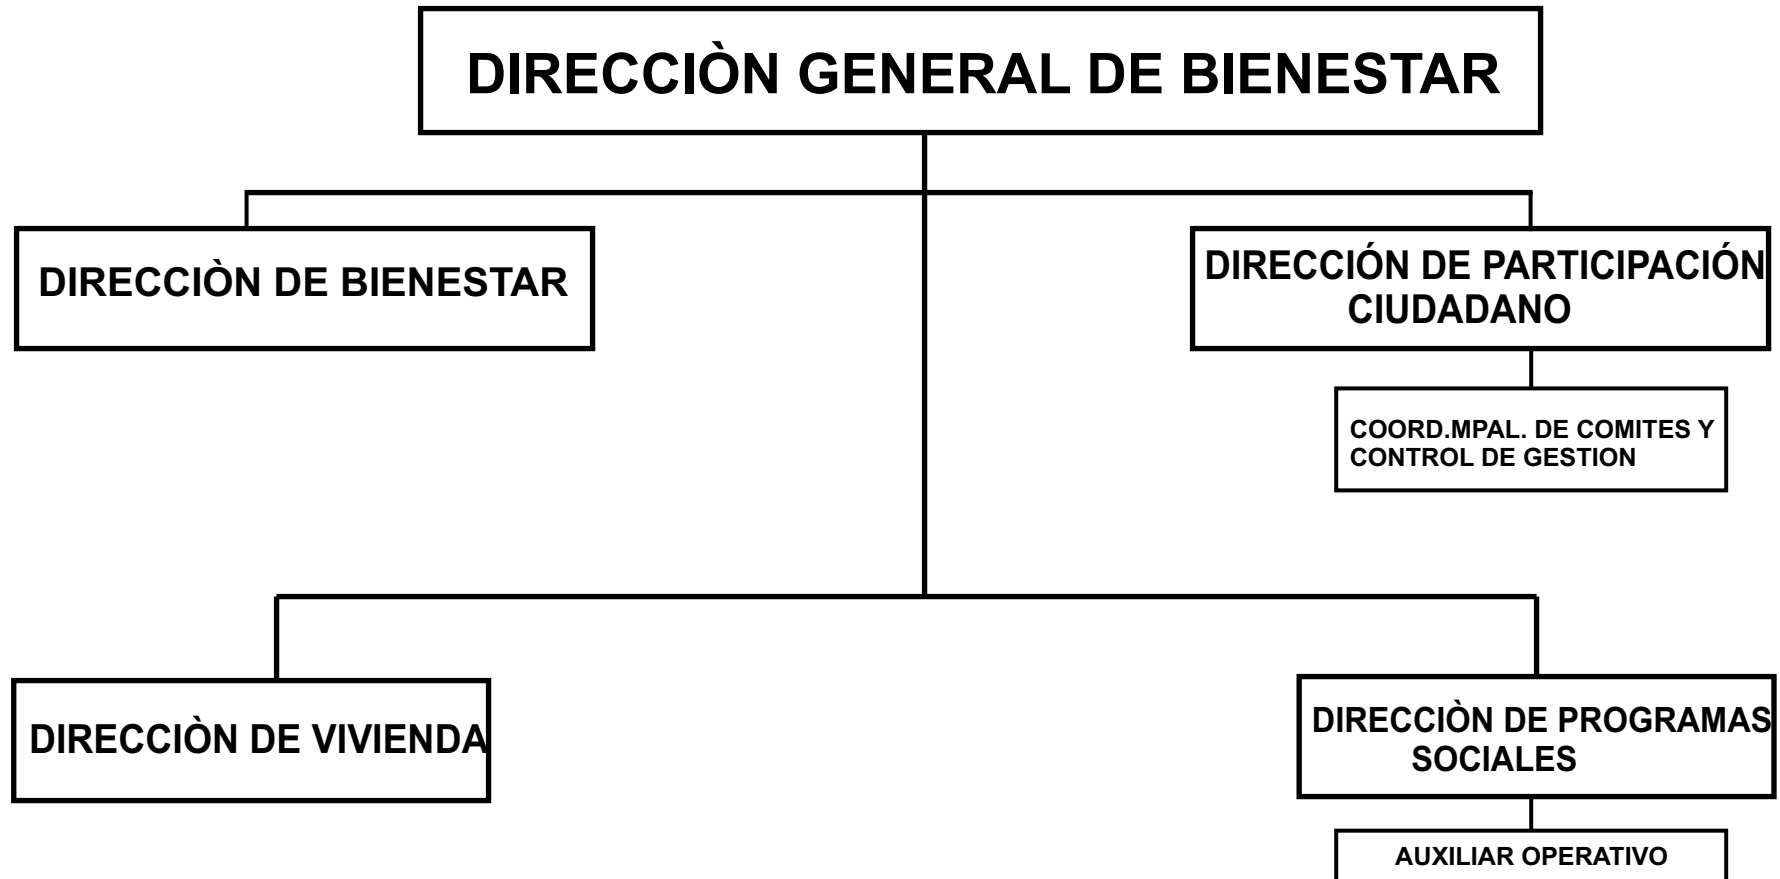 DIRECCIÒN GENERAL DE BIENESTAR
DIRECCIÒN DE BIENESTAR
DIRECCIÓN DE PARTICIPACIÓN
CIUDADANO
COORD.MPAL. DE COMITES Y
CONTROL DE GESTION
DIRECCIÒN DE VIVIENDA
DIRECCIÒN DE PROGRAMAS
SOCIALES
AUXILIAR OPERATIVO